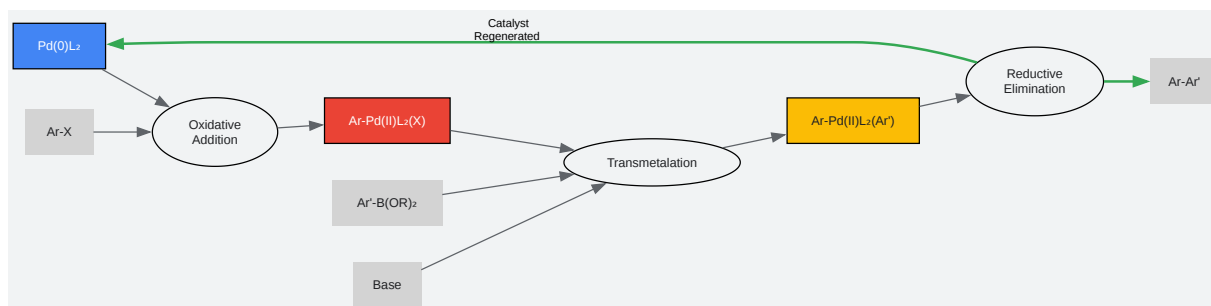 Catalyst
Regenerated
Pd(0)L₂
Reductive
Elimination
Ar-Ar'
Ar-X
Oxidative
Addition
Ar-Pd(II)L₂(X)
Ar-Pd(II)L₂(Ar')
Transmetalation
Ar'-B(OR)₂
Base